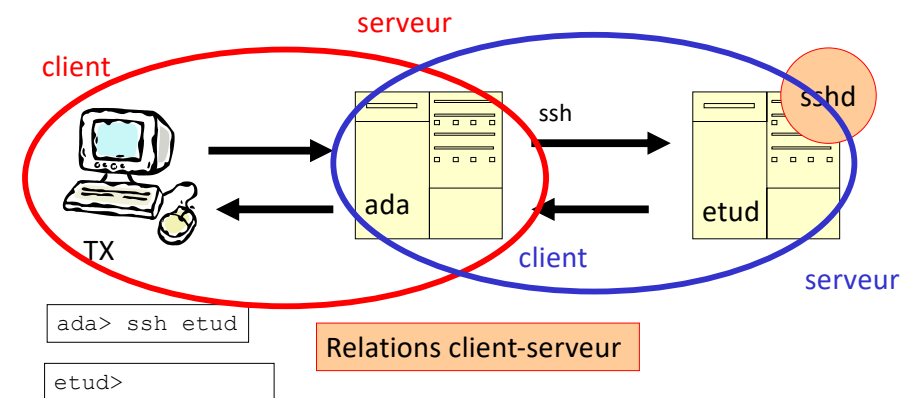 serveur
client
sshd
ssh
ada
etud
TX
client
serveur
ada> ssh etud
Relations client-serveur
etud>